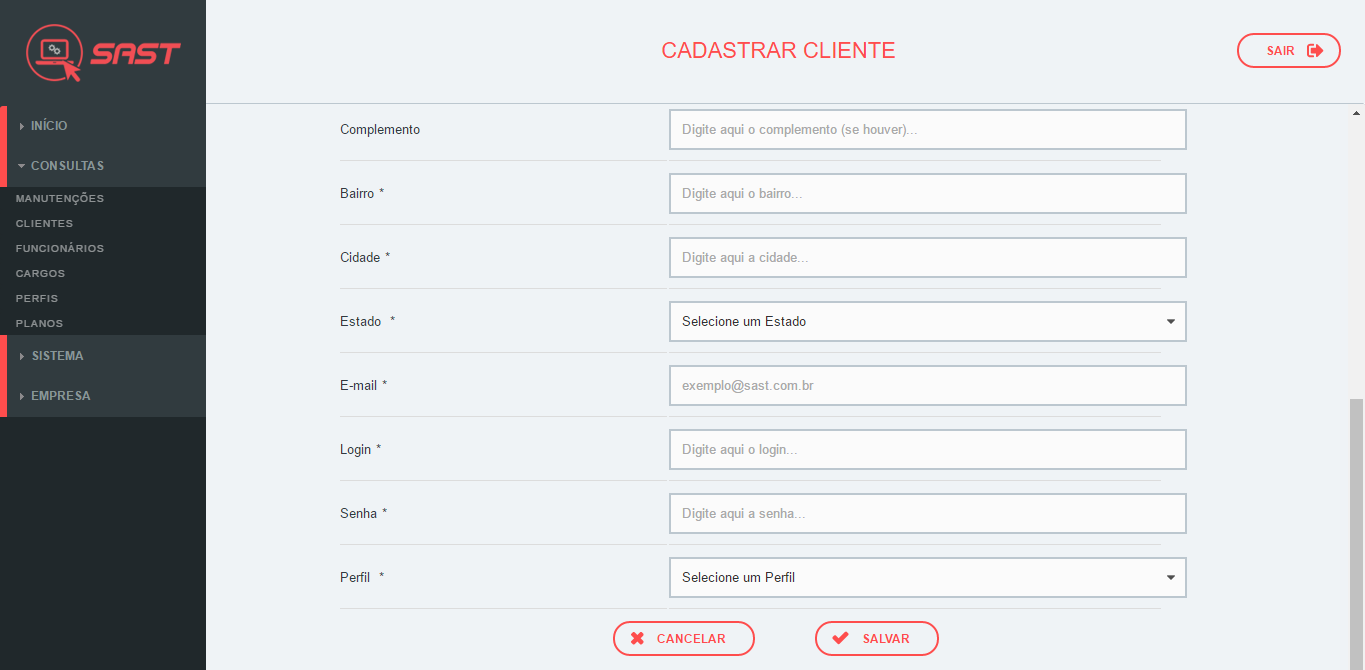 SAST
CADASTRAR CLIENTE
SAIR
INÍCIO
CONSULTAS
MANUTENÇÕES
CLIENTES
FUNCIONÁRIOS
CARGOS
PERFIS
PLANOS
SISTEMA
EMPRESA
Complemento Digite aqui o complemento (se houver)...
Bairro * Digite aqui o bairro...
Cidade * Digite aqui a cidade...
Estado * Selecione um Estado
E-mail * exemplo@sast.com.br
Login * Digite aqui o login...
Senha * Digite aqui a senha...
Perfil * Selecione um Perfil
CANCELAR SALVAR